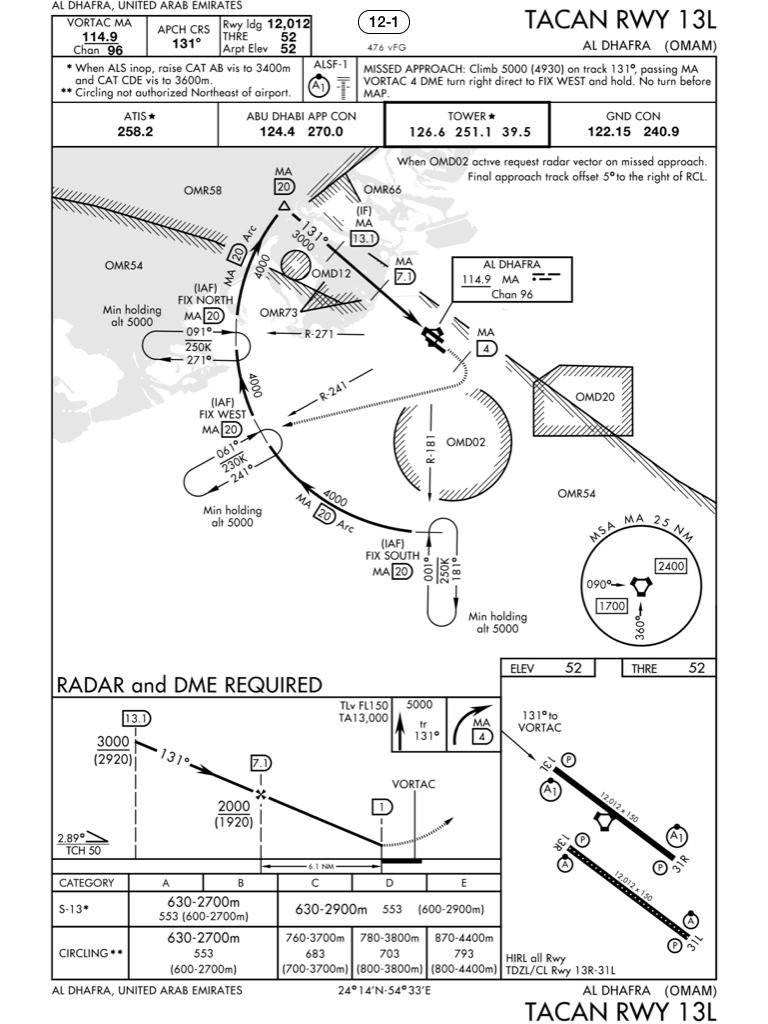 AL DHAFRA, UNITED ARAB EMIRATES
VORTAC MA
114.9
Chan 96
APCH CRS
131°
Rwy ldg 12,012
THRE 52
Arpt Elev 52
12-1
476 vFG
TACAN RWY 13L
AL DHAFRA (OMAM)
* When ALS inop, raise CAT AB vis to 3400m
and CAT CDE vis to 3600m.
** Circling not authorized Northeast of airport.
ALSF-1
A1
MISSED APPROACH: Climb 5000 (4930) on track 131°, passing MA
VORTAC 4 DME turn right direct to FIX WEST and hold. No turn before
MAP.
ATIS★
258.2
ABU DHABI APP CON
124.4 270.0
TOWER★
126.6 251.1 39.5
GND CON
122.15 240.9
When OMD02 active request radar vector on missed approach.
Final approach track offset 5° to the right of RCL.
MA
20
OMR58
OMR66
(IF)
MA
13.1
131°
3000
MA 20 Arc
4000
OMR54
OMD12
MA
7.1
AL DHAFRA
114.9 MA
Chan 96
(IAF)
FIX NORTH
MA 20
Min holding
alt 5000
091°
250K
271°
OMR73
R-271
MA
4
4000
R-241
(IAF)
FIX WEST
MA 20
OMD20
061°
230K
241°
R-181
OMD02
Min holding
alt 5000
4000
MA 20 Arc
OMR54
(IAF)
FIX SOUTH
MA 20
001°
250K
181°
Min holding
alt 5000
MSA MA 25 NM
2400
090°
1700
360°
RADAR and DME REQUIRED
ELEV 52
THRE 52
TLv FL150
TA13,000
5000
tr
131°
MA
4
13.1
3000
(2920)
131°
7.1
2000
(1920)
VORTAC
1
2.89°
TCH 50
6.1 NM
131° to
VORTAC
13L
P
A1
12,012 x 150
A1
P
31R
13R
P
A
12,012 x 150
A
P
31L
HIRL all Rwy
TDZL/CL Rwy 13R-31L
CATEGORY A B C D E
S-13*
630-2700m
553 (600-2700m)
630-2900m 553 (600-2900m)
CIRCLING**
630-2700m
553
(600-2700m)
760-3700m
683
(700-3700m)
780-3800m
703
(800-3800m)
870-4400m
793
(800-4400m)
AL DHAFRA, UNITED ARAB EMIRATES
24°14'N-54°33'E
AL DHAFRA (OMAM)
TACAN RWY 13L